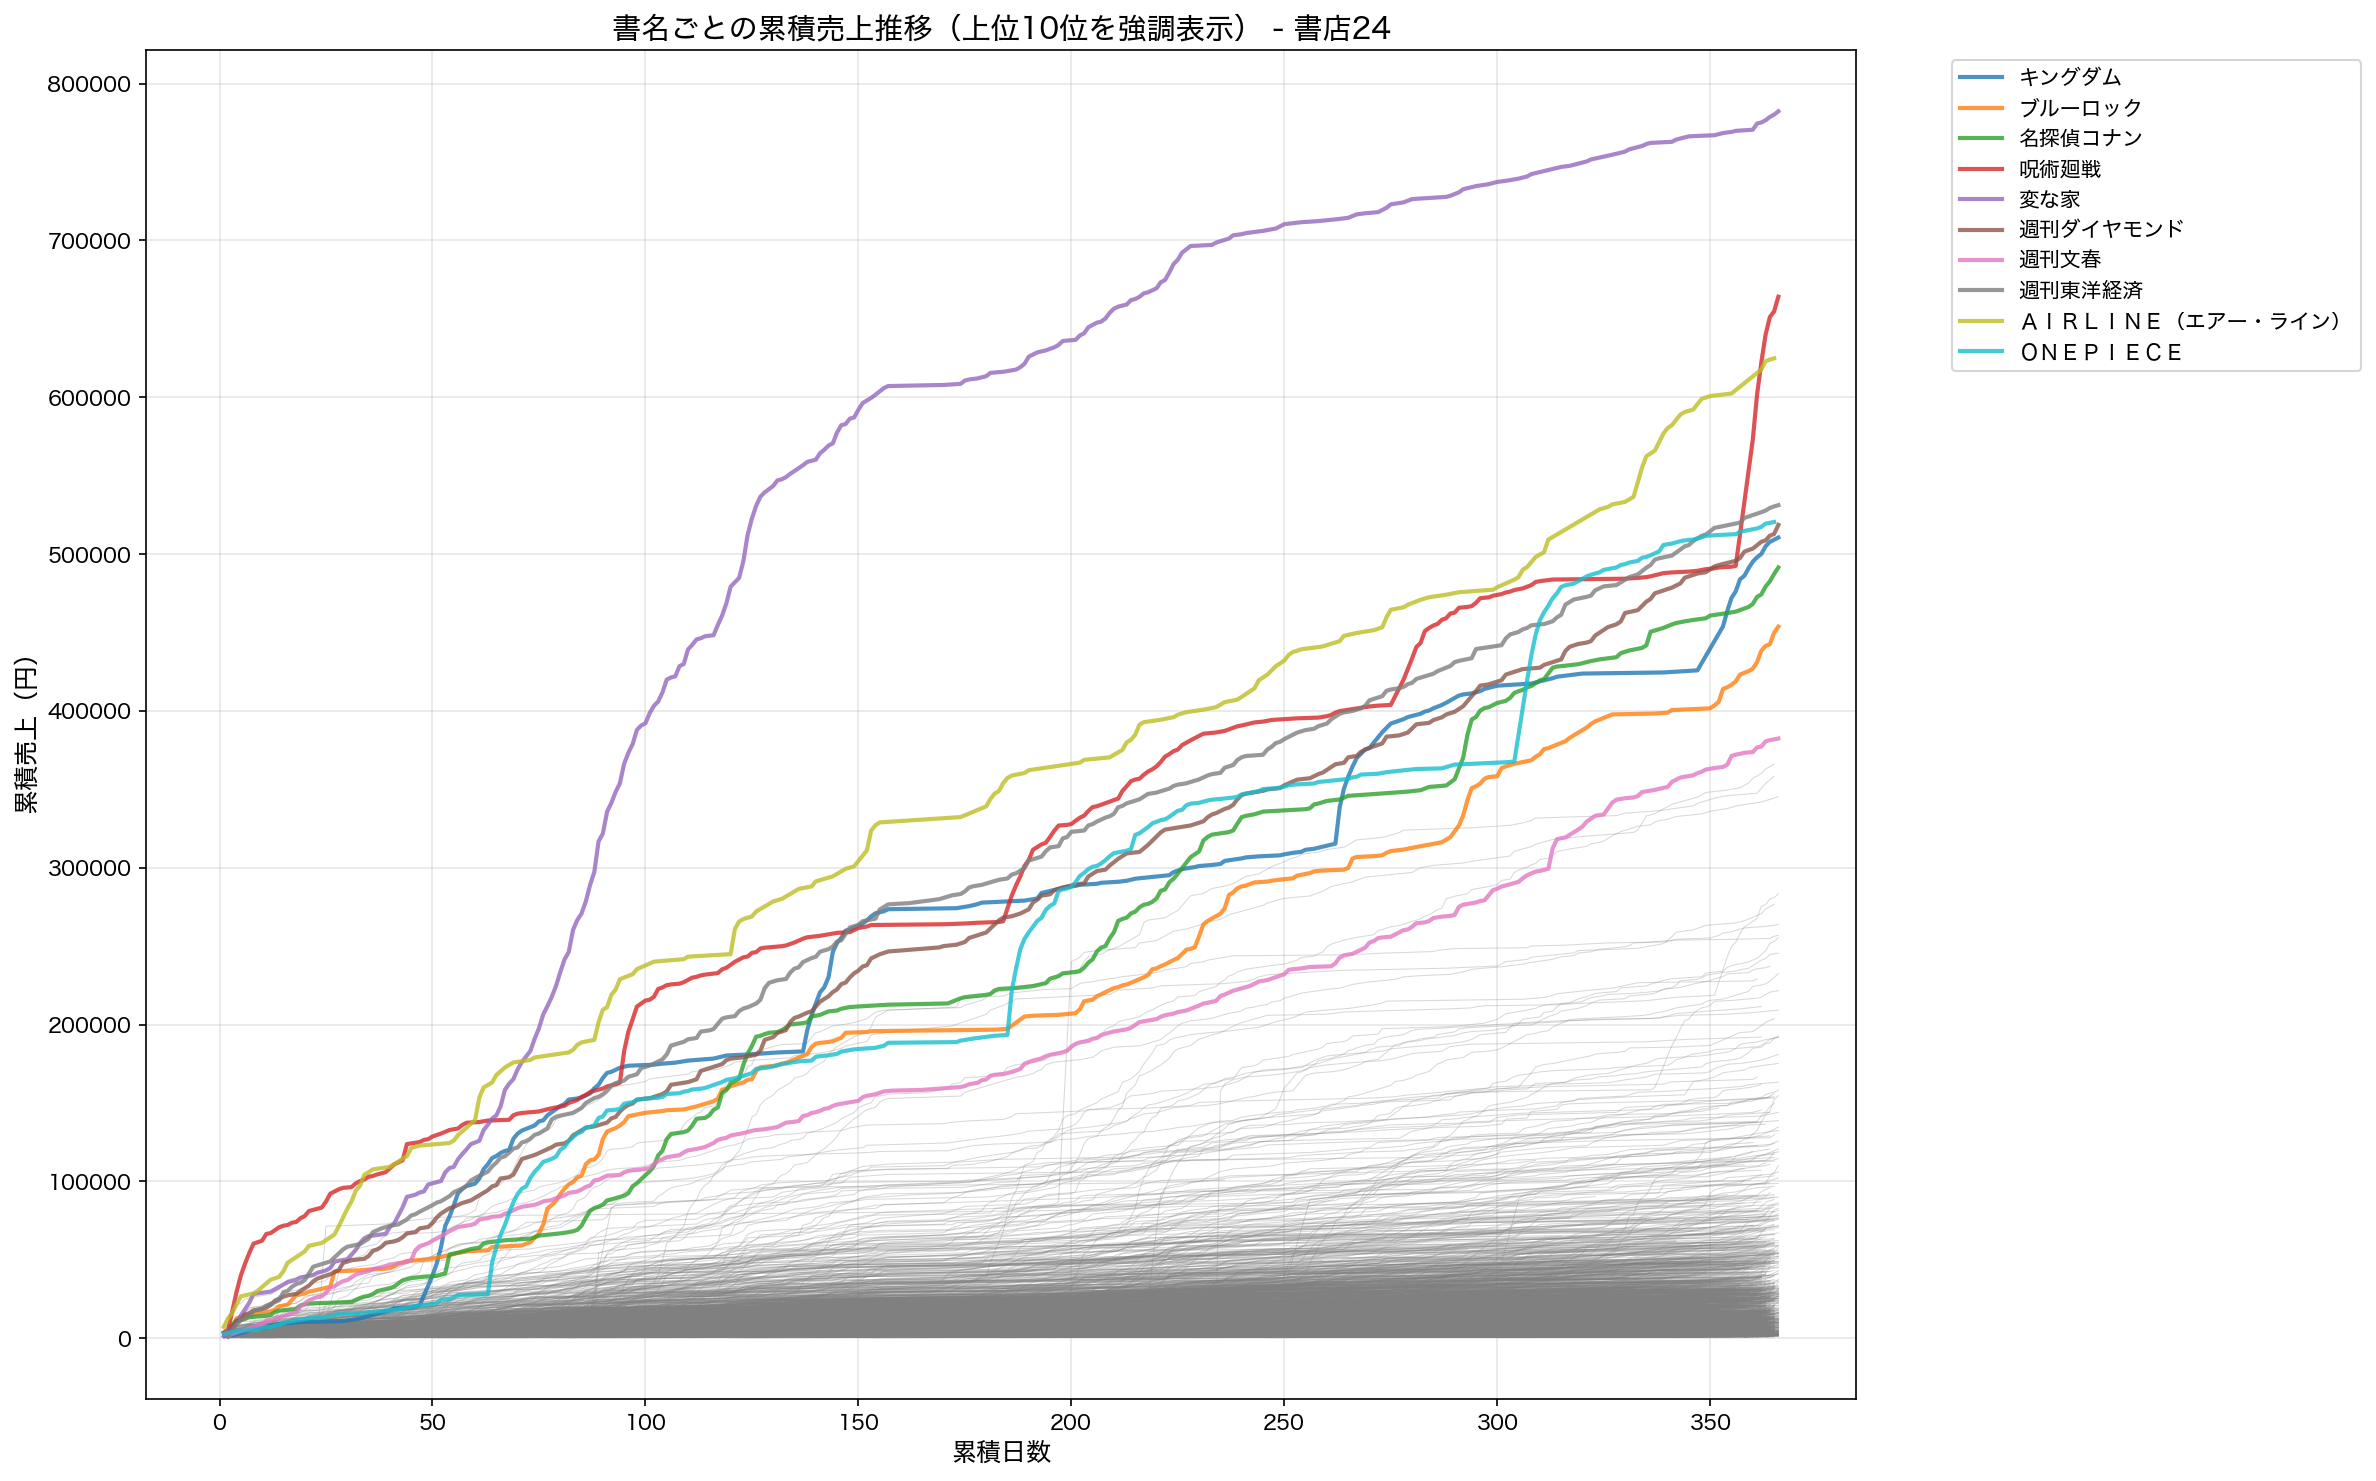 書名ごとの累積売上推移（上位10位を強調表示） - 書店24
累積売上（円）
800000
700000
600000
500000
400000
300000
200000
100000
0
0 50 100 150 200 250 300 350
累積日数
キングダム
ブルーロック
名探偵コナン
呪術廻戦
変な家
週刊ダイヤモンド
週刊文春
週刊東洋経済
ＡＩＲＬＩＮＥ（エアー・ライン）
ＯＮＥＰＩＥＣＥ